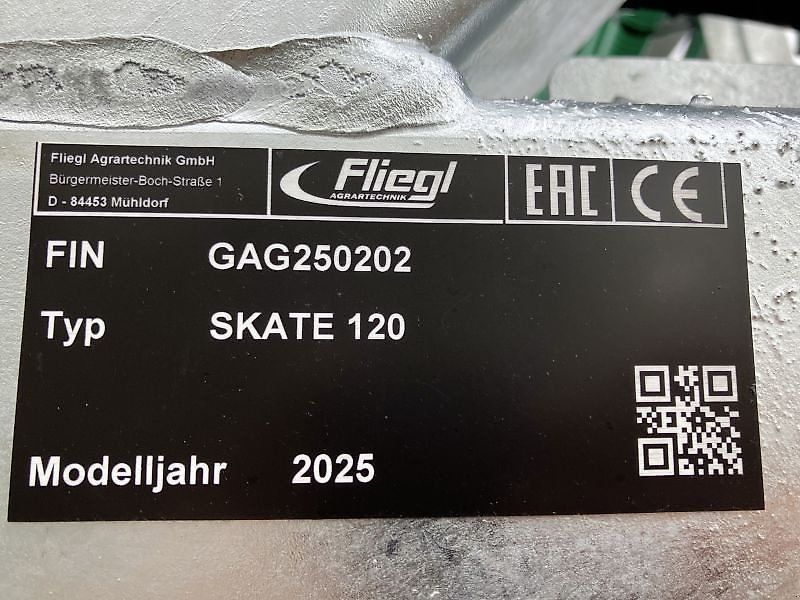 Fliegl Agrartechnik GmbH
Bürgermeister-Boch-Straße 1
D - 84453 Mühldorf
Fliegl
AGRARTECHNIK
EAC
CE
FIN GAG250202
Typ SKATE 120
Modelljahr 2025